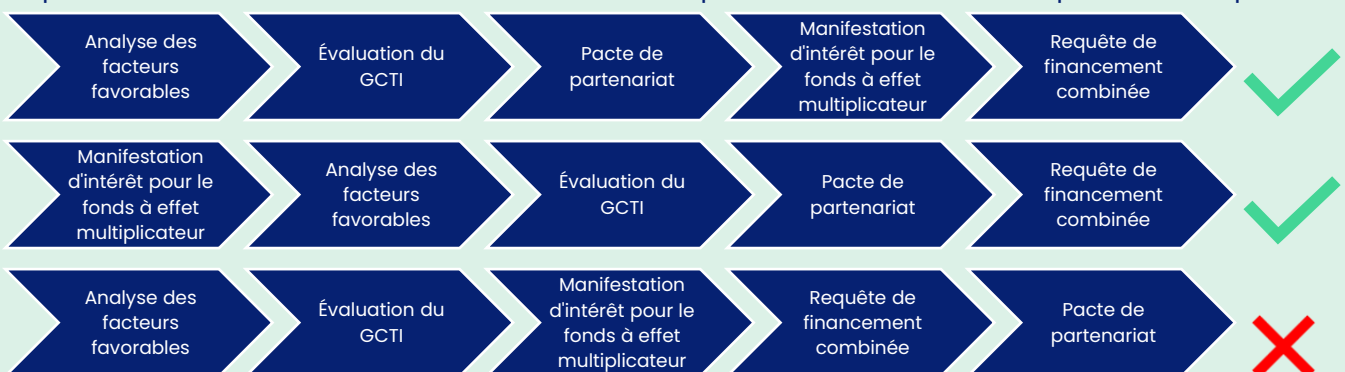 Analyse des
facteurs
favorables
Évaluation du
GCTI
Pacte de
partenariat
Manifestation
d'intérêt pour le
fonds à effet
multiplicateur
Requête de
financement
combinée
Manifestation
d'intérêt pour le
fonds à effet
multiplicateur
Analyse des
facteurs
favorables
Évaluation du
GCTI
Pacte de
partenariat
Requête de
financement
combinée
Analyse des
facteurs
favorables
Évaluation du
GCTI
Manifestation
d'intérêt pour le
fonds à effet
multiplicateur
Requête de
financement
combinée
Pacte de
partenariat